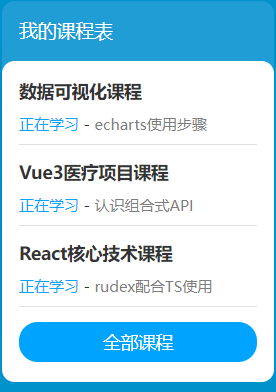 我的课程表
数据可视化课程
正在学习 - echarts使用步骤
Vue3医疗项目课程
正在学习 - 认识组合式API
React核心技术课程
正在学习 - rudex配合TS使用
全部课程